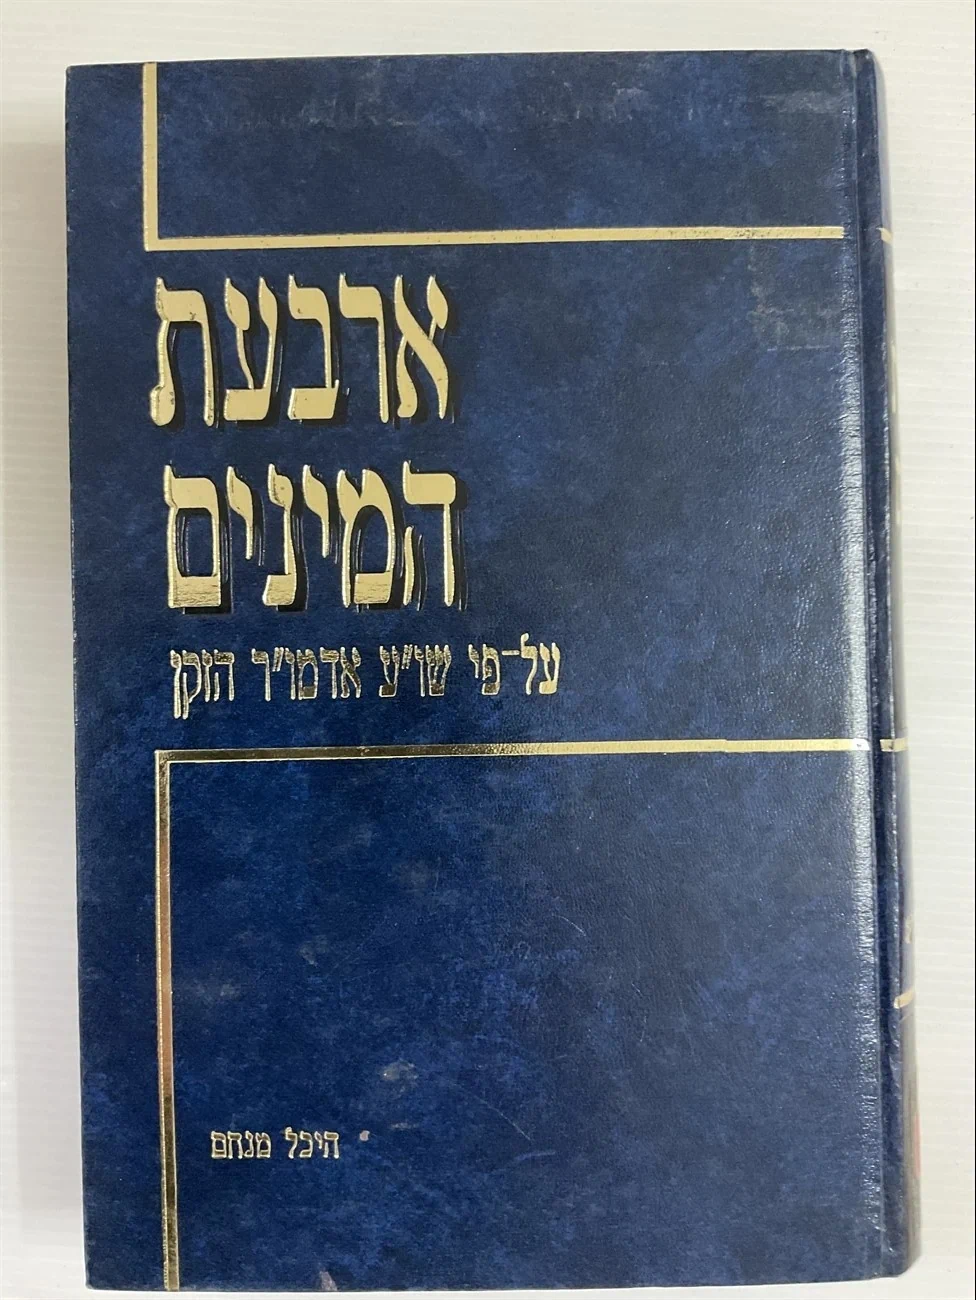 ארבעת
המינים
על-פי שו"ע אדמו"ר הזקן
היכל מנחם